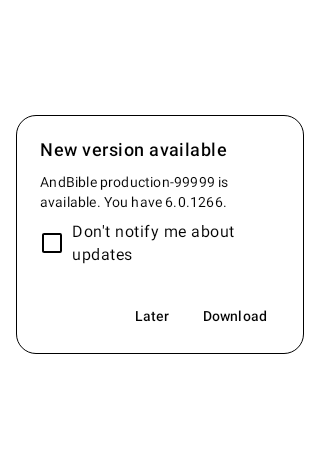 New version available
AndBible production-99999 is
available. You have 6.0.1266.
Don't notify me about
updates
Later Download